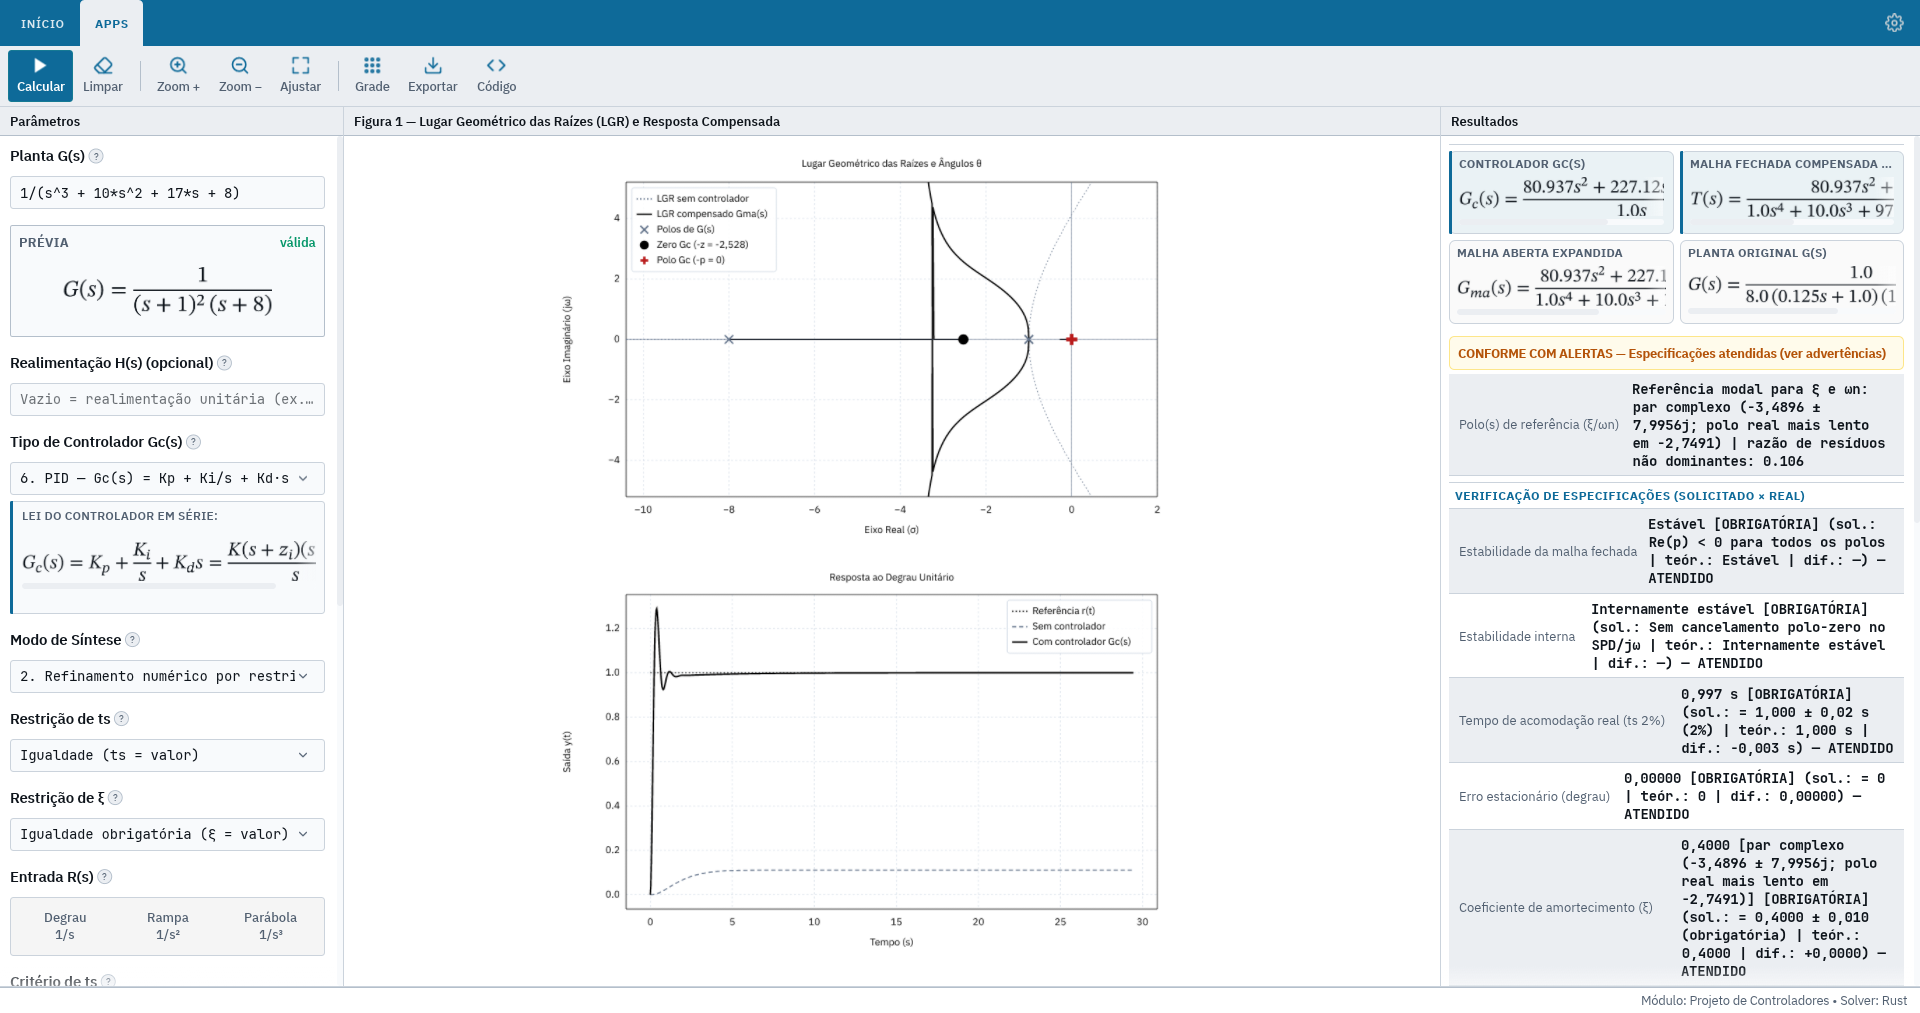 INÍCIO
APPS
Calcular
Limpar
Zoom +
Zoom −
Ajustar
Grade
Exportar
Código
Parâmetros
Planta G(s) ?
1/(s^3 + 10*s^2 + 17*s + 8)
PRÉVIA
válida
G(s) = 1 / (s + 1)² (s + 8)
Realimentação H(s) (opcional) ?
Vazio = realimentação unitária (ex.…
Tipo de Controlador Gc(s) ?
6. PID — Gc(s) = Kp + Ki/s + Kd·s
LEI DO CONTROLADOR EM SÉRIE:
Gc(s) = Kp + Ki/s + Kds = K(s + zi)(s / s
Modo de Síntese ?
2. Refinamento numérico por restri
Restrição de ts ?
Igualdade (ts = valor)
Restrição de ξ ?
Igualdade obrigatória (ξ = valor)
Entrada R(s) ?
Degrau
1/s
Rampa
1/s²
Parábola
1/s³
Critério de ts ?
Figura 1 — Lugar Geométrico das Raízes (LGR) e Resposta Compensada
Lugar Geométrico das Raízes e Ângulos θ
LGR sem controlador
LGR compensado Gma(s)
Polos de G(s)
Zero Gc (-z = -2,528)
Polo Gc (-p = 0)
Eixo Imaginário (jω)
4
2
0
−2
−4
−10 −8 −6 −4 −2 0 2
Eixo Real (σ)
Resposta ao Degrau Unitário
Referência r(t)
Sem controlador
Com controlador Gc(s)
Saída y(t)
1.2
1.0
0.8
0.6
0.4
0.2
0.0
0 5 10 15 20 25 30
Tempo (s)
Resultados
CONTROLADOR GC(S)
Gc(s) = 80.937s² + 227.12s / 1.0s
MALHA FECHADA COMPENSADA …
T(s) = 80.937s² + / 1.0s⁴ + 10.0s³ + 97
MALHA ABERTA EXPANDIDA
Gma(s) = 80.937s² + 227.1 / 1.0s⁴ + 10.0s³ +
PLANTA ORIGINAL G(S)
G(s) = 1.0 / 8.0 (0.125s + 1.0) (1
CONFORME COM ALERTAS — Especificações atendidas (ver advertências)
Polo(s) de referência (ξ/ωn)
Referência modal para ξ e ωn:
par complexo (-3,4896 ±
7,9956j; polo real mais lento
em -2,7491) | razão de resíduos
não dominantes: 0.106
VERIFICAÇÃO DE ESPECIFICAÇÕES (SOLICITADO × REAL)
Estabilidade da malha fechada
Estável [OBRIGATÓRIA] (sol.:
Re(p) < 0 para todos os polos
| teór.: Estável | dif.: —) —
ATENDIDO
Estabilidade interna
Internamente estável [OBRIGATÓRIA]
(sol.: Sem cancelamento polo-zero no
SPD/jω | teór.: Internamente estável
| dif.: —) — ATENDIDO
Tempo de acomodação real (ts 2%)
0,997 s [OBRIGATÓRIA]
(sol.: = 1,000 ± 0,02 s
(2%) | teór.: 1,000 s |
dif.: -0,003 s) — ATENDIDO
Erro estacionário (degrau)
0,00000 [OBRIGATÓRIA] (sol.: = 0
| teór.: 0 | dif.: 0,00000) —
ATENDIDO
Coeficiente de amortecimento (ξ)
0,4000 [par complexo
(-3,4896 ± 7,9956j; polo
real mais lento em
-2,7491)] [OBRIGATÓRIA]
(sol.: = 0,4000 ± 0,010
(obrigatória) | teór.:
0,4000 | dif.: +0,0000) —
ATENDIDO
Módulo: Projeto de Controladores • Solver: Rust